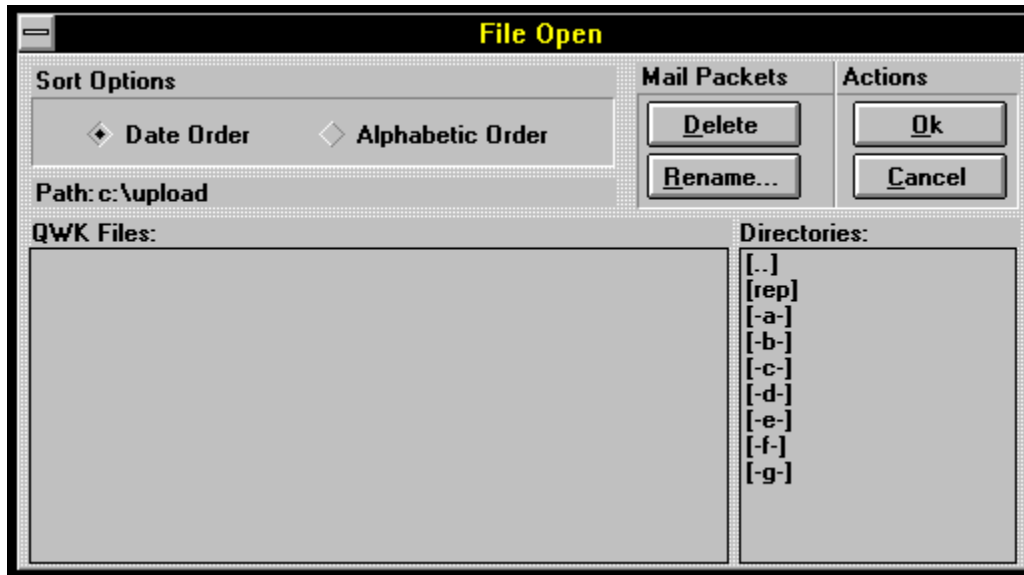 File Open
Sort Options
Date Order
Alphabetic Order
Path: c:\upload
Mail Packets
Delete
Rename...
Actions
Ok
Cancel
QWK Files:
Directories:
[..]
[rep]
[-a-]
[-b-]
[-c-]
[-d-]
[-e-]
[-f-]
[-g-]